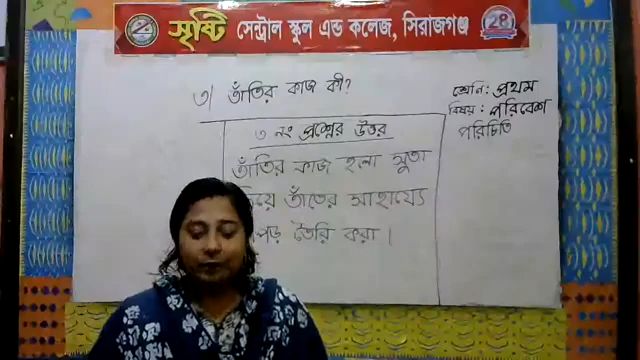 সৃষ্টি সেন্ট্রাল স্কুল এন্ড কলেজ, সিরাজগঞ্জ
৩। তাঁতির কাজ কী?
শ্রেনি: প্রথম
বিষয়: পরিবেশ
পরিচিতি
৩ নং প্রশ্নের উত্তর
তাঁতির কাজ হলো সুতা
দিয়ে তাঁতের সাহায্যে
পড় তৈরি করা।